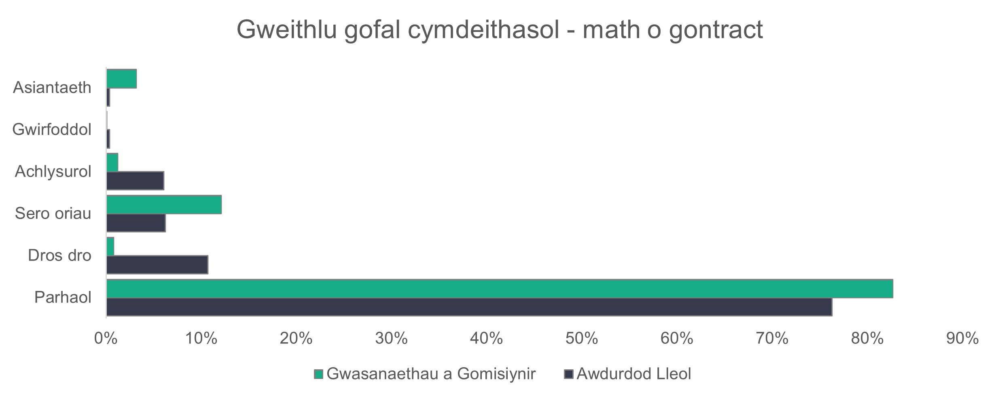 Gweithlu gofal cymdeithasol - math o gontract
Asiantaeth
Gwirfoddol
Achlysurol
Sero oriau
Dros dro
Parhaol
0% 10% 20% 30% 40% 50% 60% 70% 80% 90%
Gwasanaethau a Gomisiynir Awdurdod Lleol